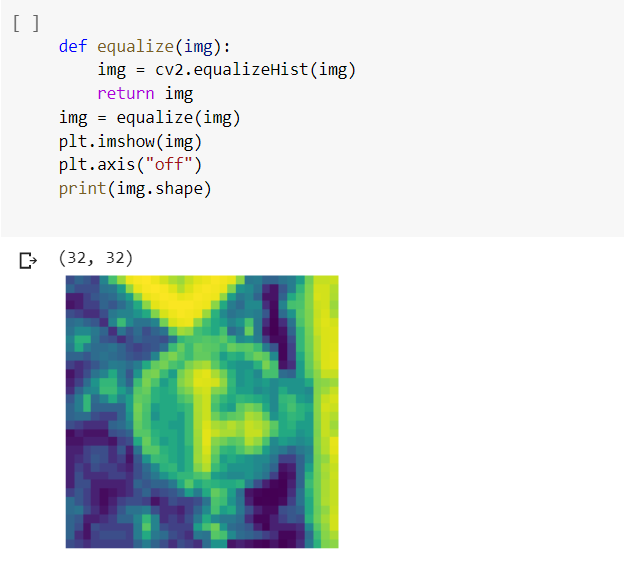 [ ]
def equalize(img):
    img = cv2.equalizeHist(img)
    return img
img = equalize(img)
plt.imshow(img)
plt.axis("off")
print(img.shape)
(32, 32)